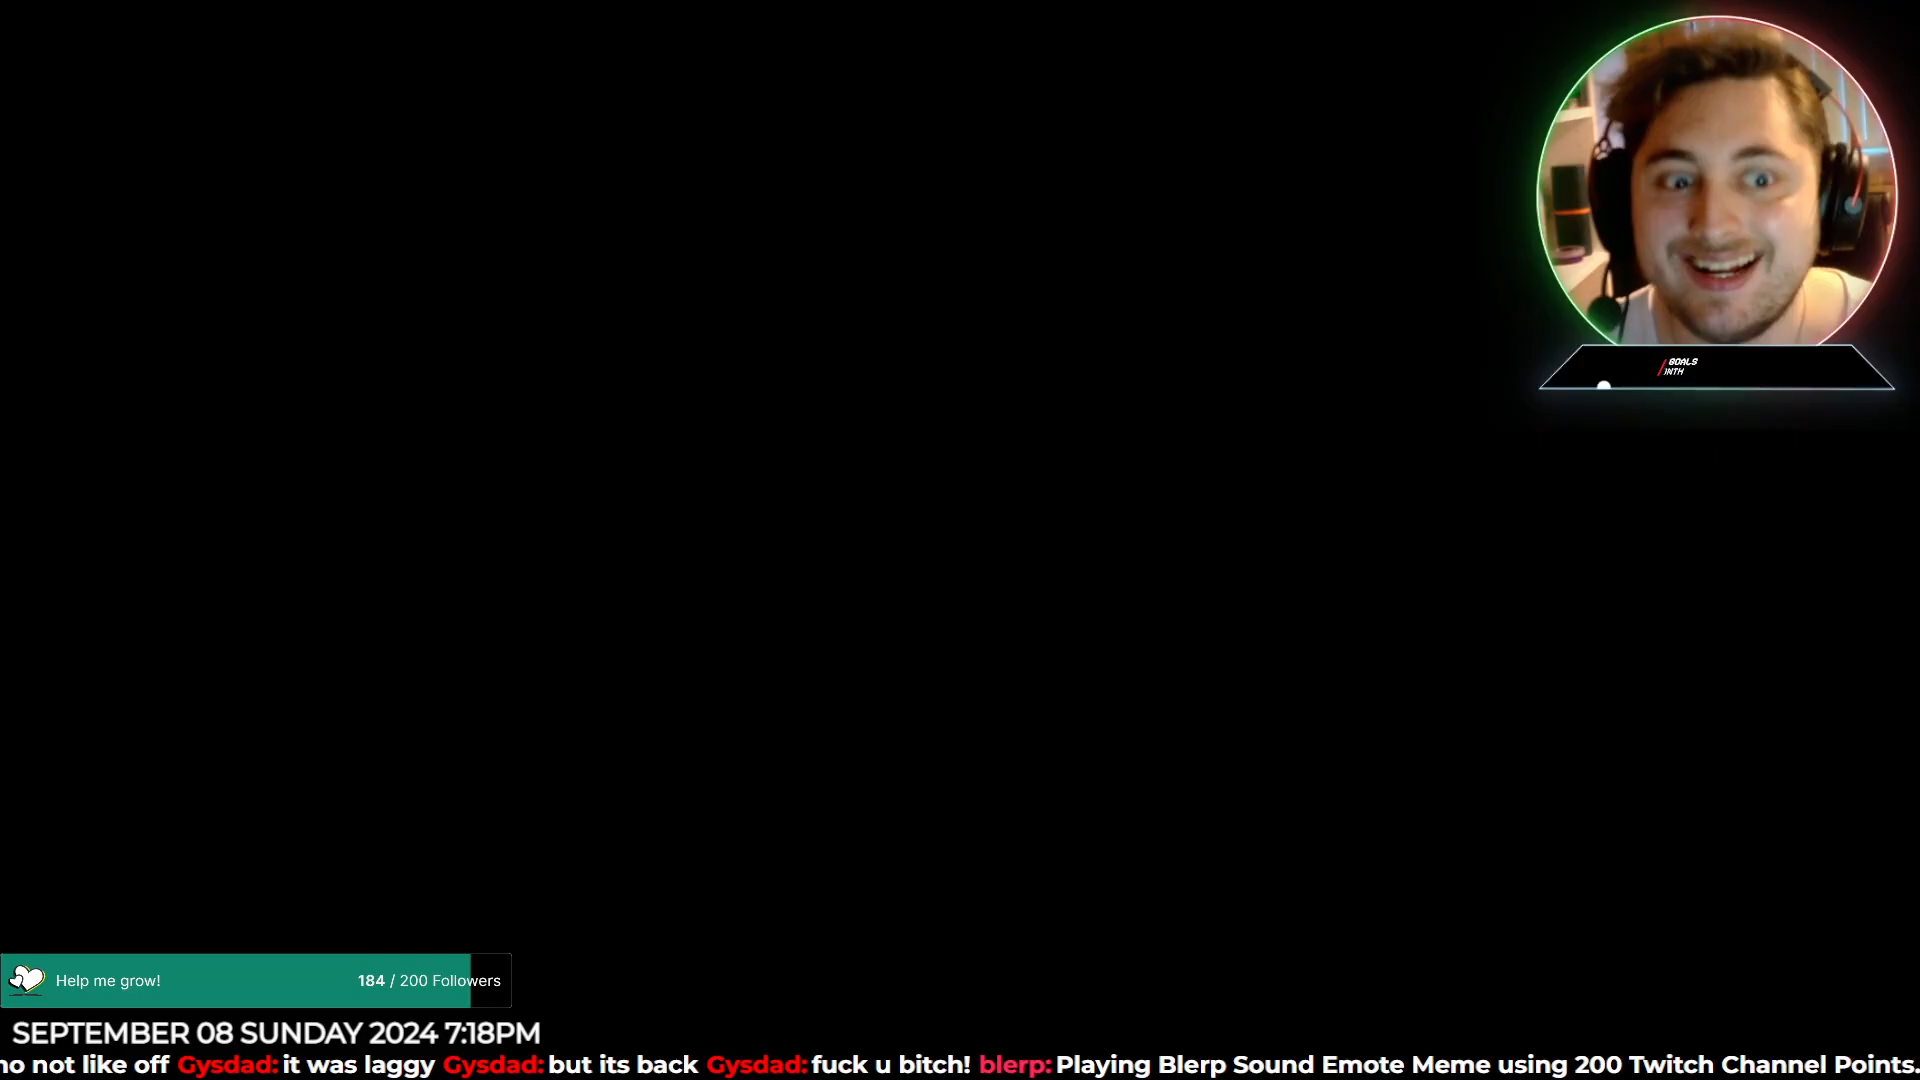 GOALS
Help me grow!
184 / 200 Followers
SEPTEMBER 08 SUNDAY 2024 7:18PM
not like off Gysdad: it was laggy Gysdad: but its back Gysdad: fuck u bitch! blerp: Playing Blerp Sound Emote Meme using 200 Twitch Channel Points.